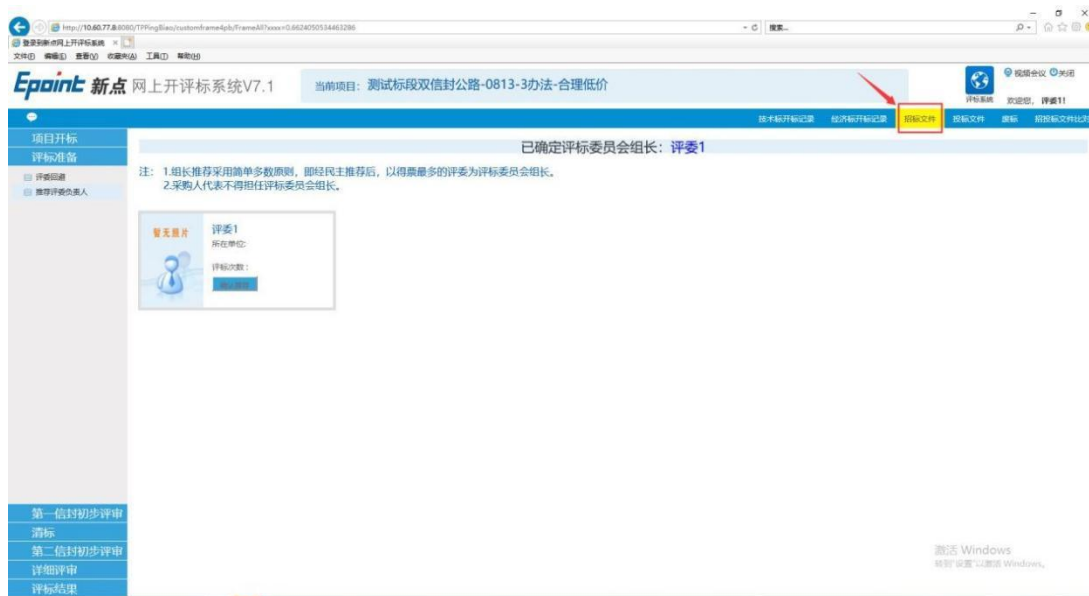 http://10.60.77.8:8080/TPPingBiao/customframe4pb/FrameAll?xxxx=0.6624050534463286
搜索...
登录到新点网上开评标系统
文件(F) 编辑(E) 查看(V) 收藏夹(A) 工具(T) 帮助(H)
Epoint 新点 网上开评标系统V7.1
当前项目：测试标段双信封公路-0813-3办法-合理低价
视频会议 关闭
评标系统 欢迎您，评委1!
技术标开标记录 经济标开标记录 招标文件 投标文件 废标 招投标文件比对
项目开标
评标准备
评委回避
推荐评委负责人
已确定评标委员会组长：评委1
注： 1.组长推荐采用简单多数原则，即经民主推荐后，以得票最多的评委为评标委员会组长。
2.采购人代表不得担任评标委员会组长。
暂无照片
评委1
所在单位:
评标次数：
第一信封初步评审
清标
第二信封初步评审
详细评审
评标结果
激活 Windows
转到"设置"以激活 Windows。